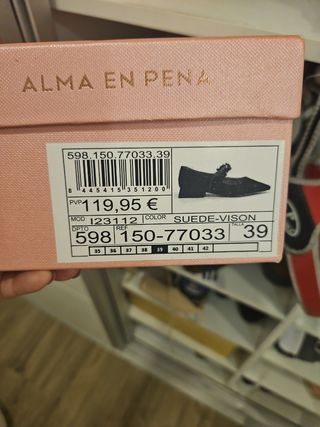 ALMA EN PENA
598.150.77033.39
8 445415 351200
PVP 119,95 €
MOD I23112 COLOR SUEDE-VISON
DPTO 598 REF 150-77033 TALLA 39
35 36 37 38 39 40 41 42